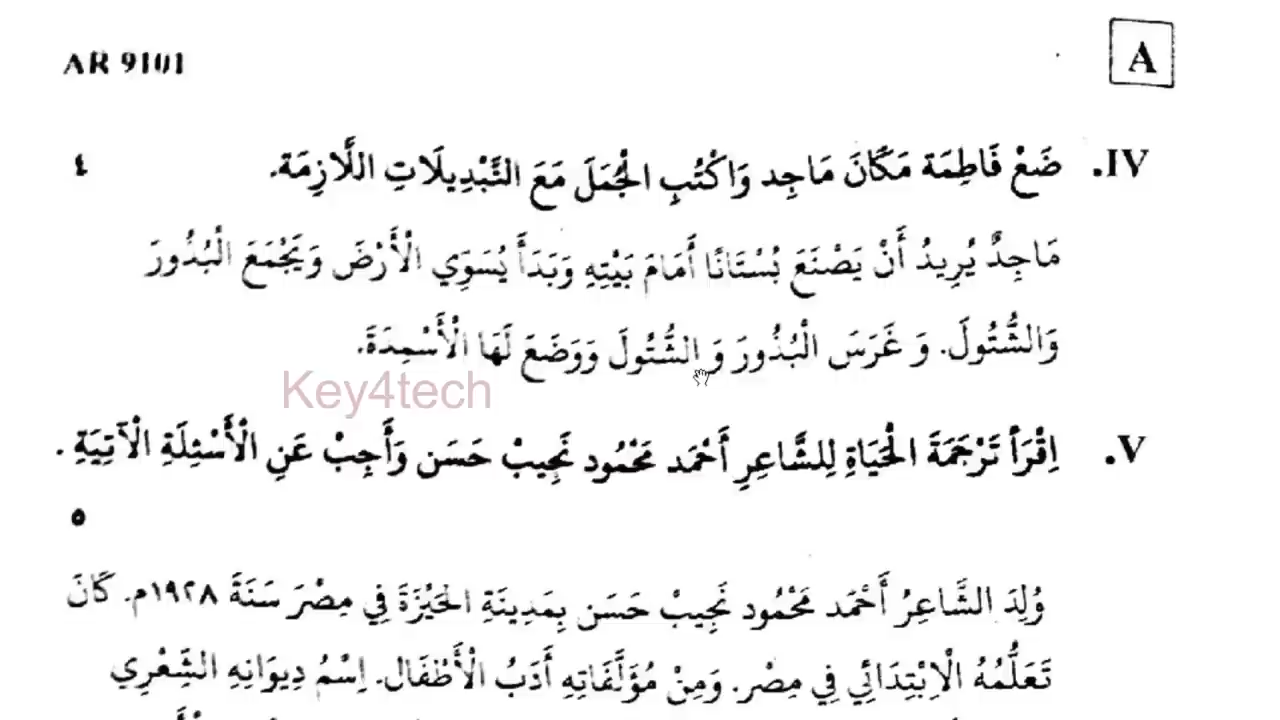 AR 9101
A
IV. ضَعْ فَاطِمَة مَكَانَ مَاجِد وَاكْتُبِ الْجُمَلَ مَعَ التَّبْدِيلَاتِ اللَّازِمَة. ٤
مَاجِدٌ يُرِيدُ أَنْ يَصْنَعَ بُسْتَانًا أَمَامَ بَيْتِهِ وَبَدَأَ يُسَوِّي الْأَرْضَ وَيَجْمَعَ الْبُذُورَ
وَالشُّتُولَ. وَ غَرَسَ الْبُذُورَ وَ الشُّتُولَ وَوَضَعَ لَهَا الْأَسْمِدَةَ.
Key4tech
V. اِقْرَأْ تَرْجَمَةَ الْحَيَاةِ لِلشَّاعِرِ أَحْمَد مَحْمُود نَجِيبْ حَسَن وَأَجِبْ عَنِ الْأَسْئِلَةِ الْآتِيَةِ .
٥
وُلِدَ الشَّاعِرُ أَحْمَد مَحْمُود نَجِيبْ حَسَن بِمَدِينَةِ الْجَيْزَةَ فِي مِصْرَ سَنَةَ ١٩٢٨م. كَانَ
تَعَلُّمُهُ الْاِبْتِدَائِي فِي مِصْر. وَمِنْ مُؤَلَّفَاتِهِ أَدَبُ الْأَطْفَال. اِسْمُ دِيوَانِهِ الشِّعْرِي